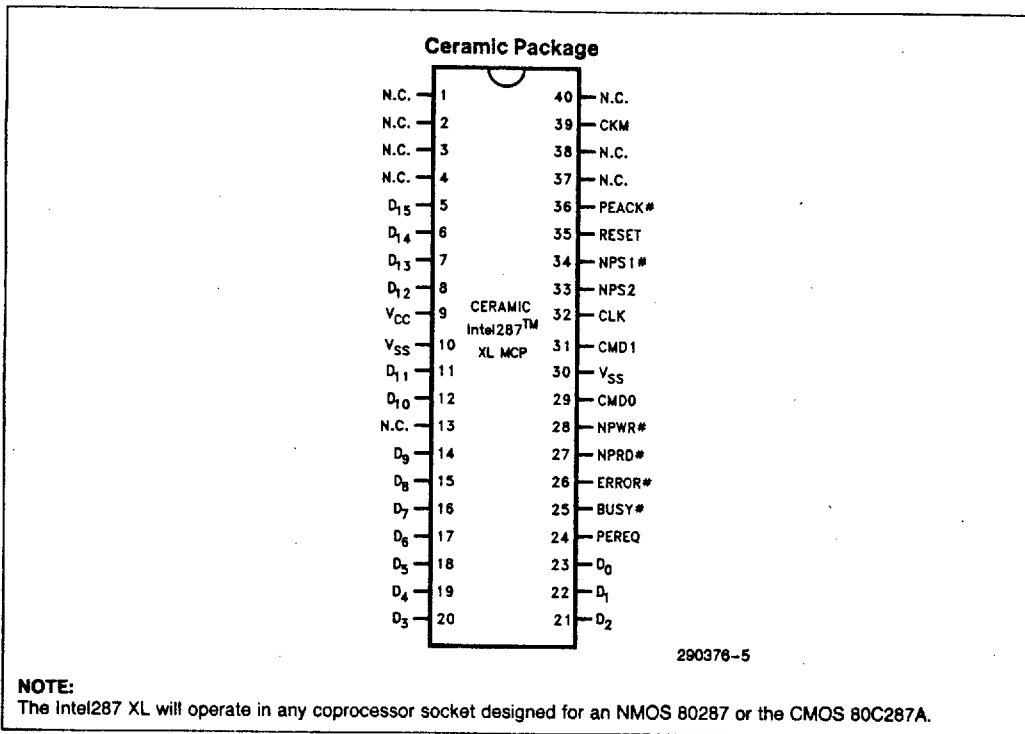 Ceramic Package
N.C. 1 40 N.C.
N.C. 2 39 CKM
N.C. 3 38 N.C.
N.C. 4 37 N.C.
D15 5 36 PEACK#
D14 6 35 RESET
D13 7 34 NPS1#
D12 8 33 NPS2
VCC 9 32 CLK
VSS 10 31 CMD1
D11 11 30 VSS
D10 12 29 CMD0
N.C. 13 28 NPWR#
D9 14 27 NPRD#
D8 15 26 ERROR#
D7 16 25 BUSY#
D6 17 24 PEREQ
D5 18 23 D0
D4 19 22 D1
D3 20 21 D2
CERAMIC
Intel287™
XL MCP
290376-5
NOTE:
The Intel287 XL will operate in any coprocessor socket designed for an NMOS 80287 or the CMOS 80C287A.